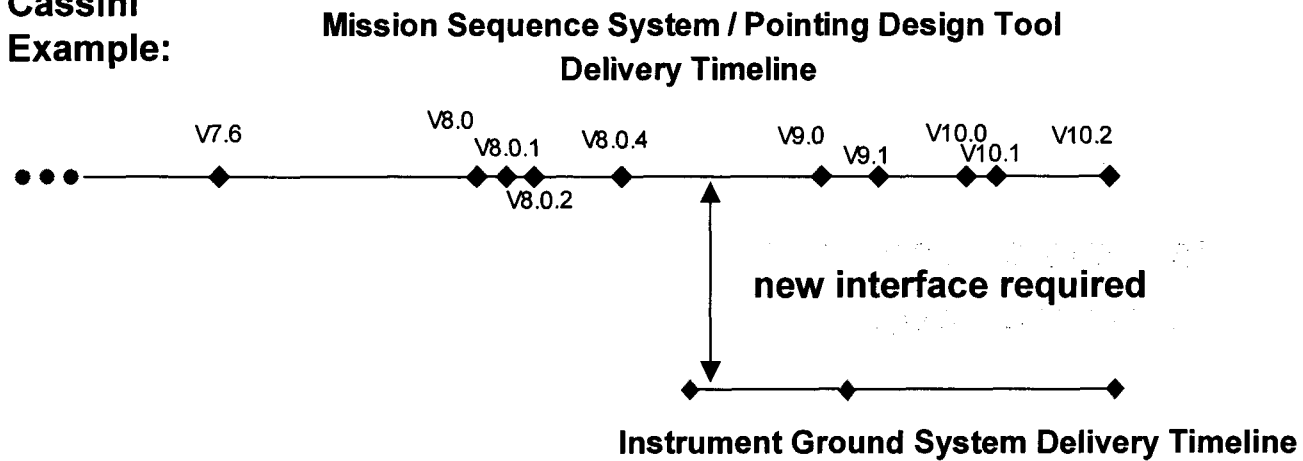 Cassini
Example:
Mission Sequence System / Pointing Design Tool
Delivery Timeline
V7.6
V8.0
V8.0.1
V8.0.2
V8.0.4
V9.0
V9.1
V10.0
V10.1
V10.2
new interface required
Instrument Ground System Delivery Timeline